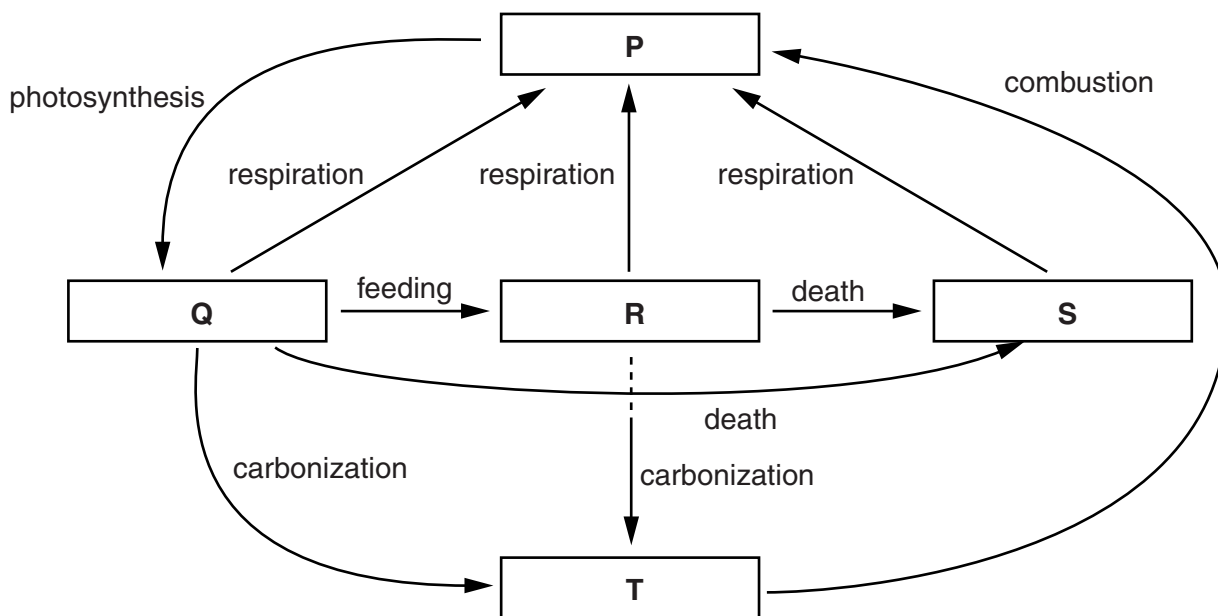 P
combustion
photosynthesis
respiration
respiration
respiration
feeding
death
Q
R
S
death
carbonization
carbonization
T